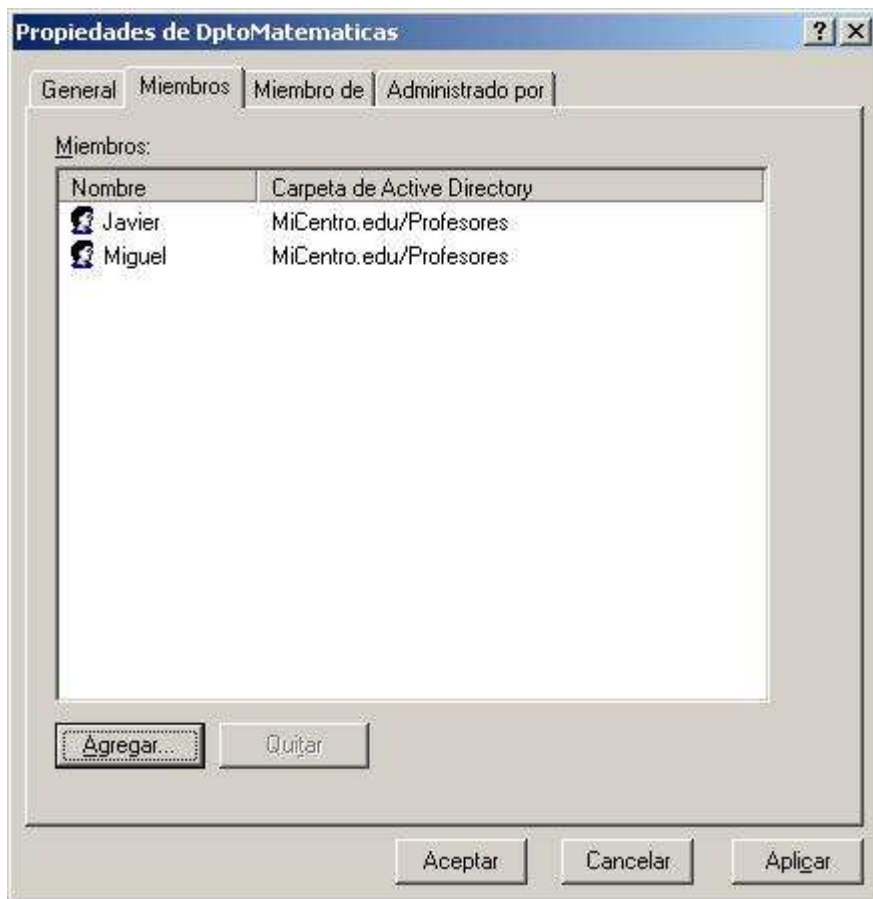 Propiedades de DptoMatematicas
General Miembros Miembro de Administrado por
Miembros:
Nombre Carpeta de Active Directory
Javier MiCentro.edu/Profesores
Miguel MiCentro.edu/Profesores
Agregar... Quitar
Aceptar Cancelar Aplicar